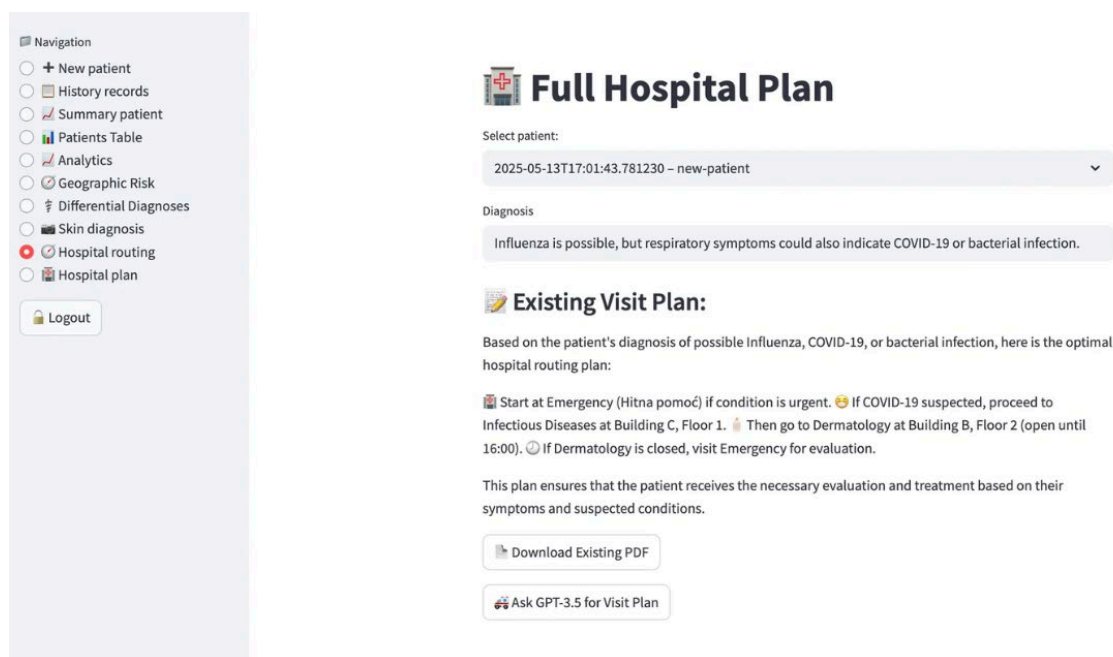 Navigation
New patient
History records
Summary patient
Patients Table
Analytics
Geographic Risk
Differential Diagnoses
Skin diagnosis
Hospital routing
Hospital plan
Logout
Full Hospital Plan
Select patient:
2025-05-13T17:01:43.781230 – new-patient
Diagnosis
Influenza is possible, but respiratory symptoms could also indicate COVID-19 or bacterial infection.
Existing Visit Plan:
Based on the patient's diagnosis of possible Influenza, COVID-19, or bacterial infection, here is the optimal
hospital routing plan:
Start at Emergency (Hitna pomoć) if condition is urgent. If COVID-19 suspected, proceed to
Infectious Diseases at Building C, Floor 1. Then go to Dermatology at Building B, Floor 2 (open until
16:00). If Dermatology is closed, visit Emergency for evaluation.
This plan ensures that the patient receives the necessary evaluation and treatment based on their
symptoms and suspected conditions.
Download Existing PDF
Ask GPT-3.5 for Visit Plan